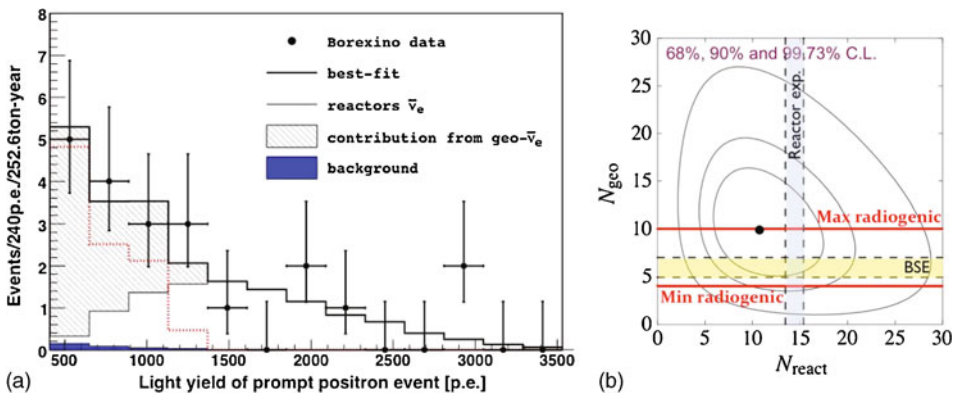 8
7
6
5
4
3
2
1
0
Events/240p.e./252.6ton-year
500 1000 1500 2000 2500 3000 3500
Light yield of prompt positron event [p.e.]
Borexino data
best-fit
reactors ν̄e
contribution from geo-ν̄e
background
(a)
30
25
20
15
10
5
0
Ngeo
68%, 90% and 99.73% C.L.
Reactor exp.
Max radiogenic
BSE
Min radiogenic
0 5 10 15 20 25 30
Nreact
(b)